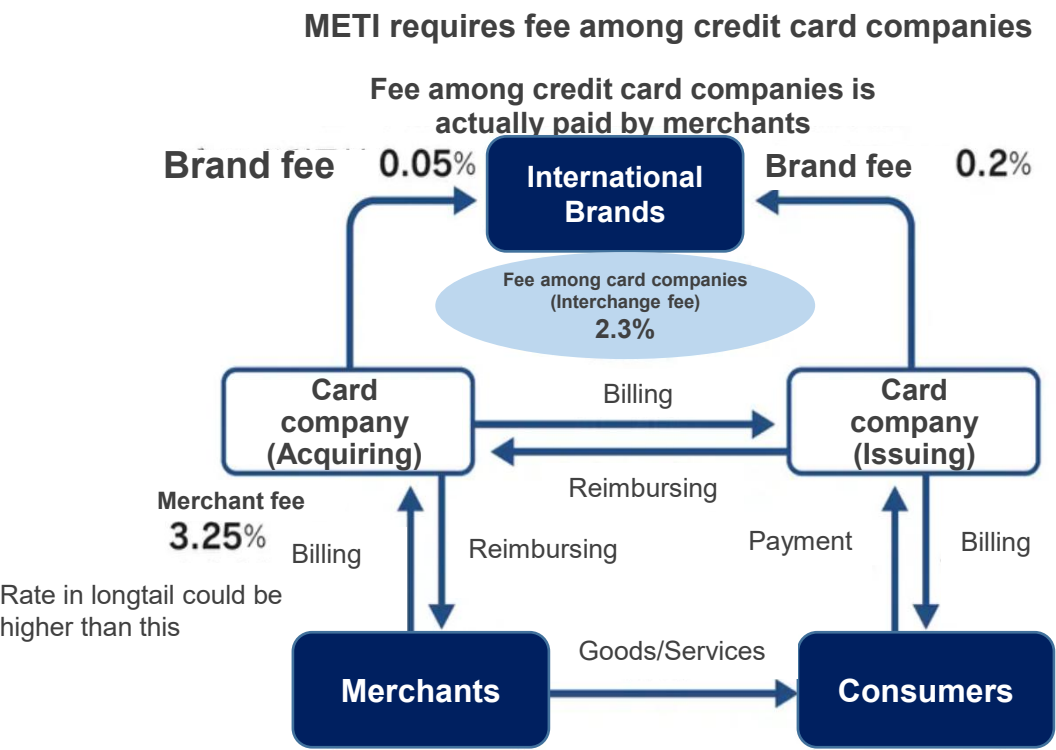 METI requires fee among credit card companies
Fee among credit card companies is
actually paid by merchants
Brand fee 0.05%
International
Brands
Brand fee 0.2%
Fee among card companies
(Interchange fee)
2.3%
Card
company
(Acquiring)
Billing
Reimbursing
Card
company
(Issuing)
Merchant fee
3.25%
Rate in longtail could be
higher than this
Billing
Reimbursing
Payment
Billing
Merchants
Goods/Services
Consumers